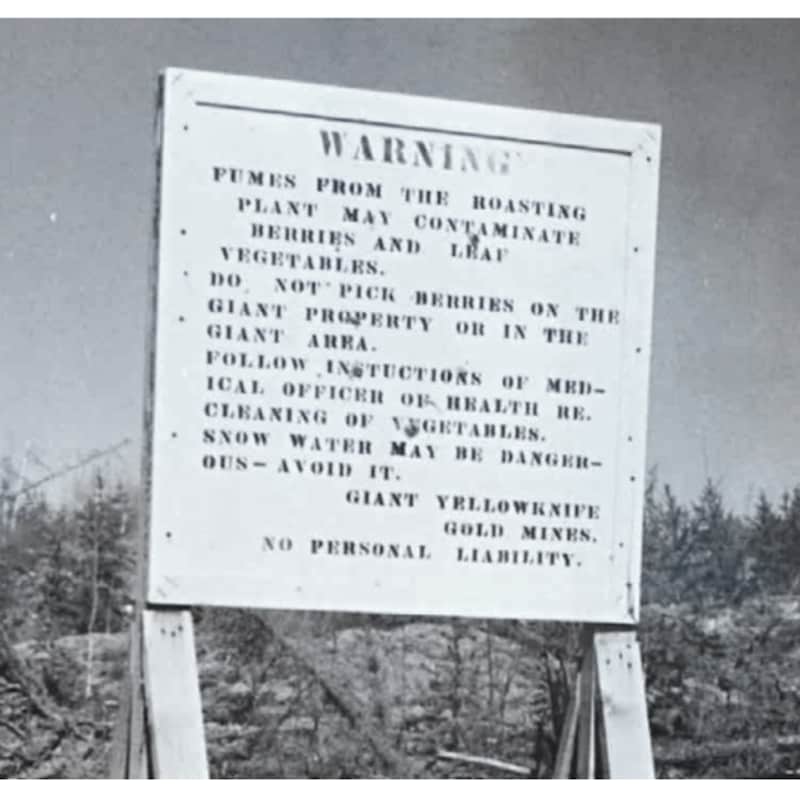 WARNING
FUMES FROM THE ROASTING
PLANT MAY CONTAMINATE
BERRIES AND LEAF
VEGETABLES.
DO NOT PICK BERRIES ON THE
GIANT PROPERTY OR IN THE
GIANT AREA.
FOLLOW INSTUCTIONS OF MED-
ICAL OFFICER OF HEALTH RE.
CLEANING OF VEGETABLES.
SNOW WATER MAY BE DANGER-
OUS- AVOID IT.
GIANT YELLOWKNIFE
GOLD MINES.
NO PERSONAL LIABILITY.